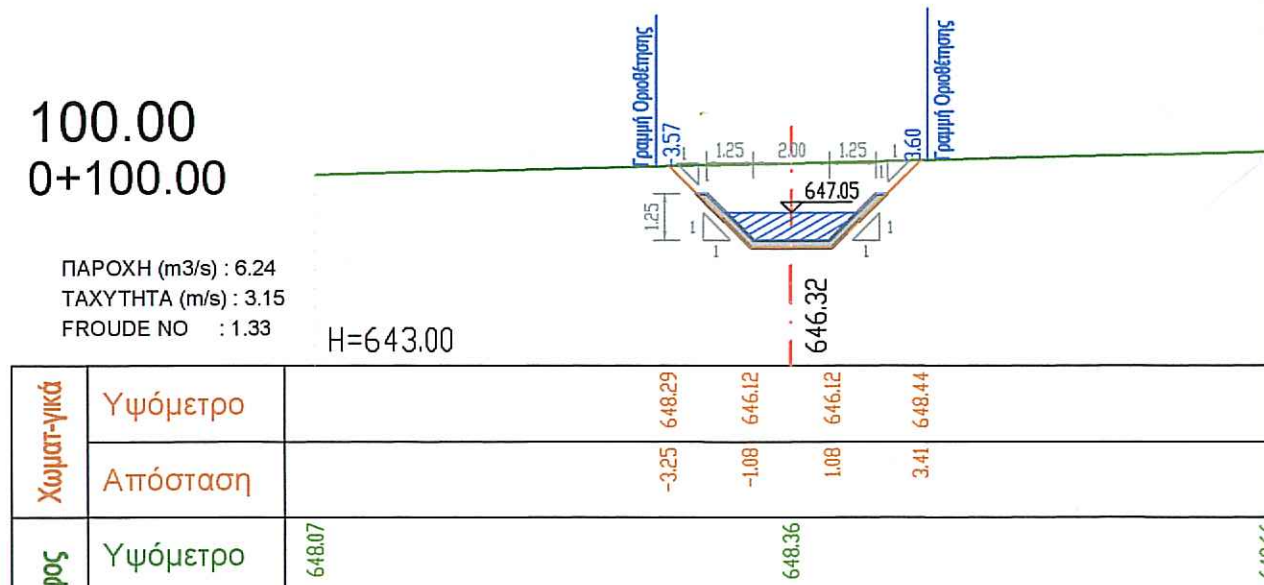 100.00
0+100.00
ΠΑΡΟΧΗ (m3/s) : 6.24
ΤΑΧΥΤΗΤΑ (m/s) : 3.15
FROUDE NO : 1.33
Γραμμή Οριοθέτησης
3.57
1
1
1.25
2.00
1.25
1
3.60
Γραμμή Οριοθέτησης
647.05
1.25
1
1
1
1
646.32
H=643.00
Χωματ-γικά
Υψόμετρο
648.29
646.12
646.12
648.44
Απόσταση
-3.25
-1.08
1.08
3.41
Υψόμετρο
648.07
648.36